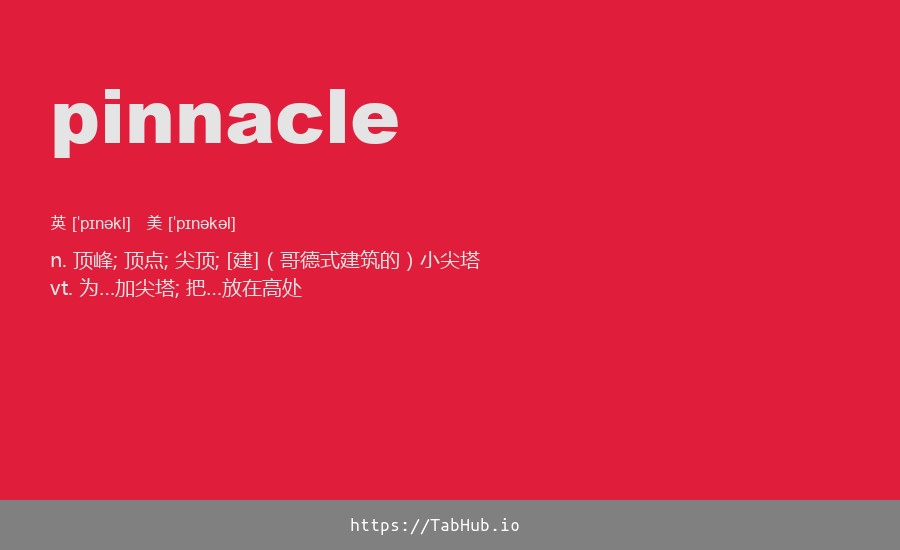 pinnacle
英 [ˈpɪnəkl] 美 [ˈpɪnəkəl]
n. 顶峰; 顶点; 尖顶; [建] ( 哥德式建筑的 ) 小尖塔
vt. 为...加尖塔; 把...放在高处
https://TabHub.io